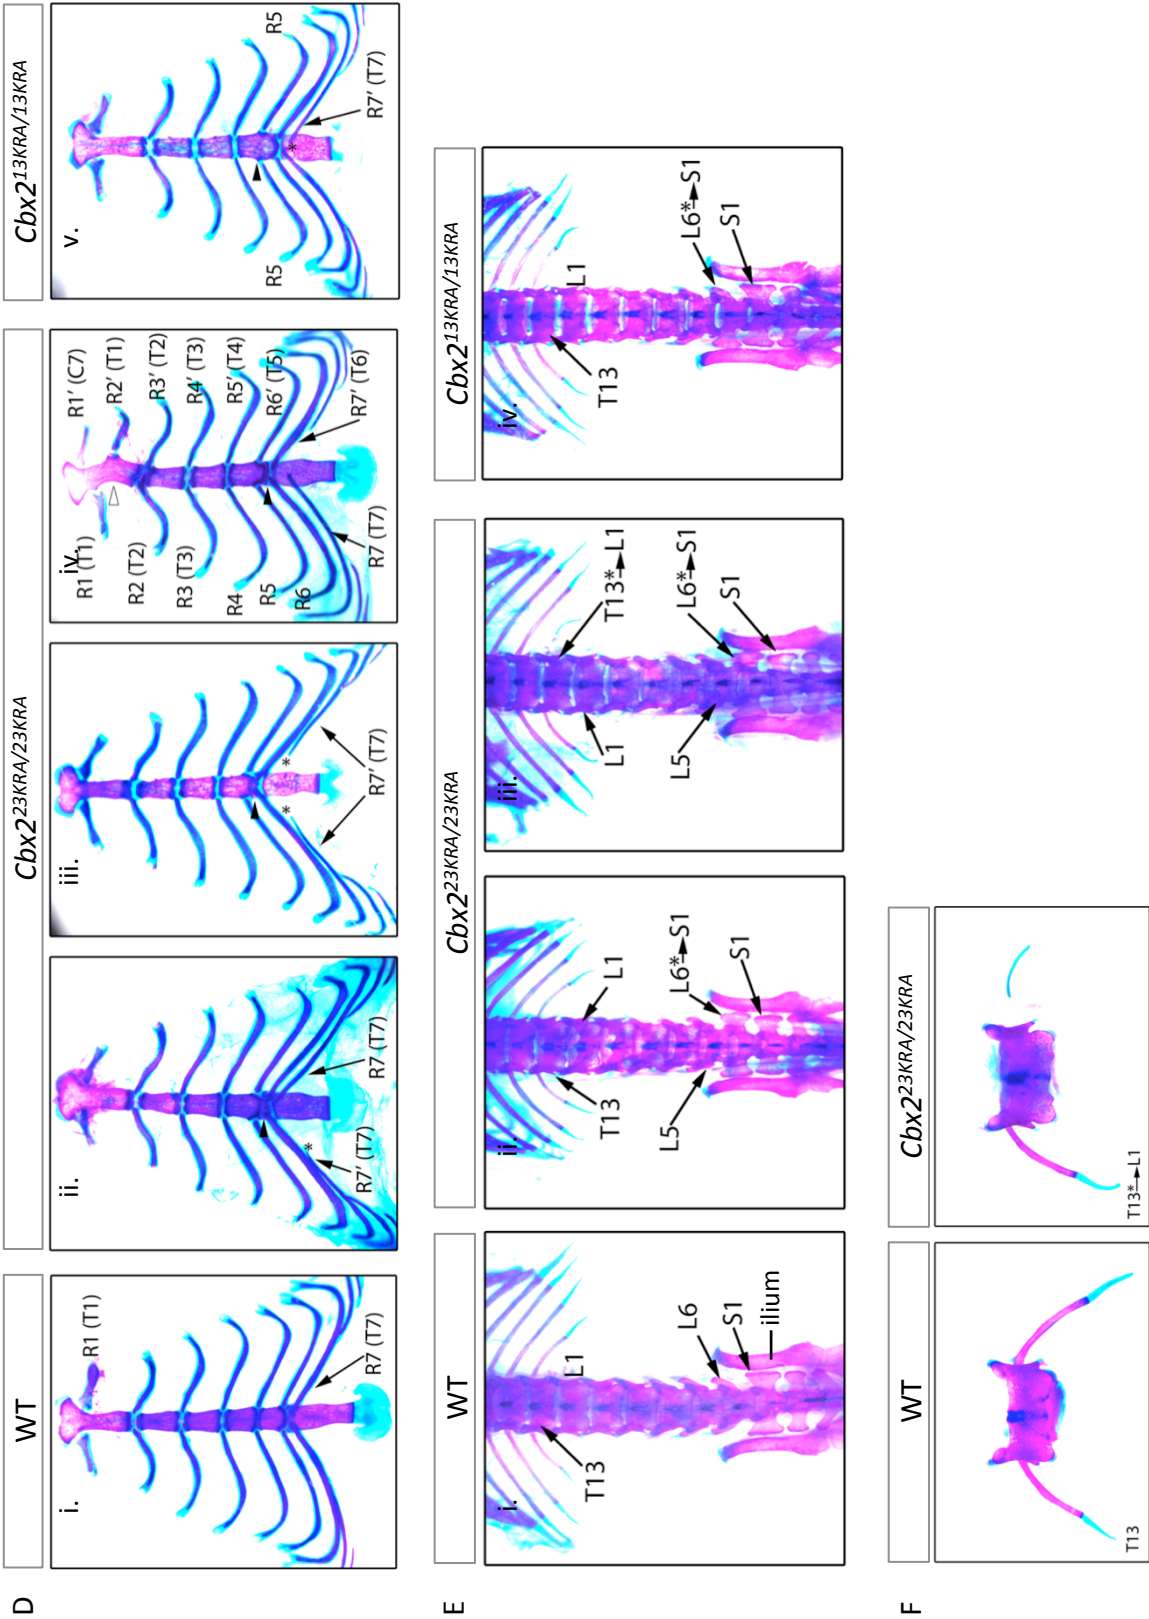 D
WT
Cbx2^23KRA/23KRA
Cbx2^13KRA/13KRA
i.
R1 (T1)
R7 (T7)
ii.
R7′ (T7)
*
R7 (T7)
iii.
*
*
R7′ (T7)
iv.
R1 (T1)
R2 (T2)
R3 (T3)
R4
R5
R6
R7 (T7)
R1′ (C7)
R2′ (T1)
R3′ (T2)
R4′ (T3)
R5′ (T4)
R6′ (T5)
R7′ (T6)
v.
R5
R5
*
R7′ (T7)
E
WT
Cbx2^23KRA/23KRA
Cbx2^13KRA/13KRA
i.
T13
L1
L6
S1
ilium
ii.
T13
L1
L5
L6*→S1
S1
iii.
L1
T13*→L1
L5
L6*→S1
S1
iv.
T13
L1
L6*→S1
S1
F
WT
Cbx2^23KRA/23KRA
T13
T13*→L1